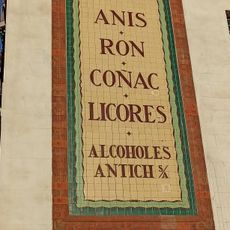 ANIS
RON
COÑAC
LICORES
ALCOHOLES
ANTICH S/L